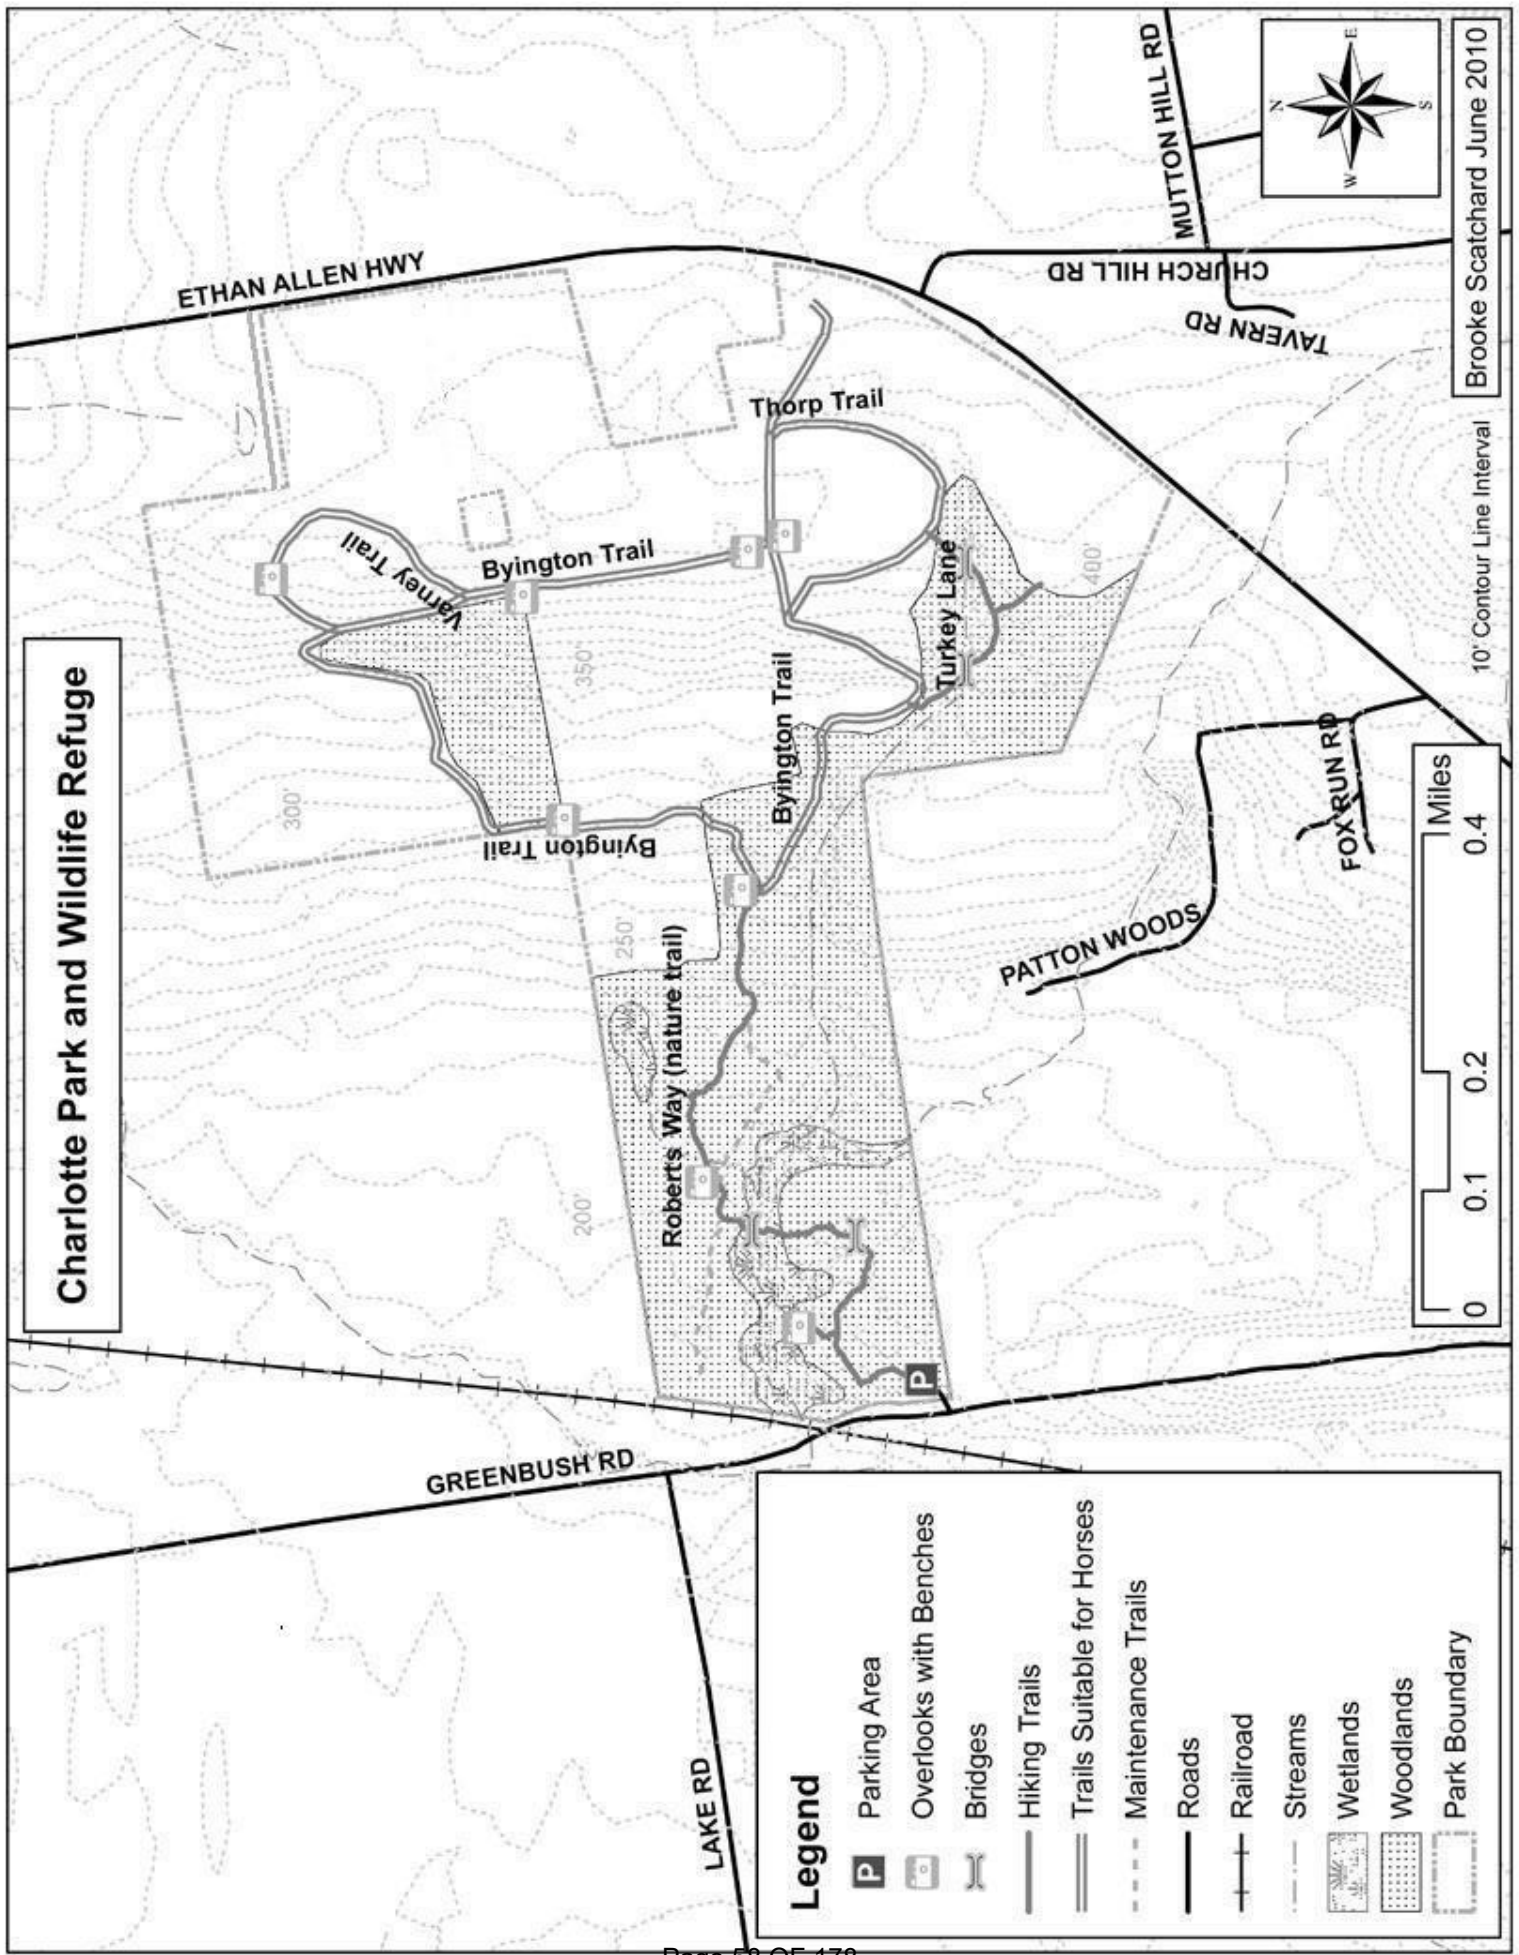 Charlotte Park and Wildlife Refuge
ETHAN ALLEN HWY
MUTTON HILL RD
CHURCH HILL RD
TAVERN RD
N
E
S
W
Brooke Scatchard June 2010
10' Contour Line Interval
Thorp Trail
Varney Trail
Byington Trail
Turkey Lane
Byington Trail
Byington Trail
Roberts Way (nature trail)
400'
350'
300'
250'
200'
PATTON WOODS
FOX RUN RD
GREENBUSH RD
LAKE RD
P
Miles
0
0.1
0.2
0.4
Legend
P Parking Area
Overlooks with Benches
Bridges
Hiking Trails
Trails Suitable for Horses
Maintenance Trails
Roads
Railroad
Streams
Wetlands
Woodlands
Park Boundary
Page 58 OF 178